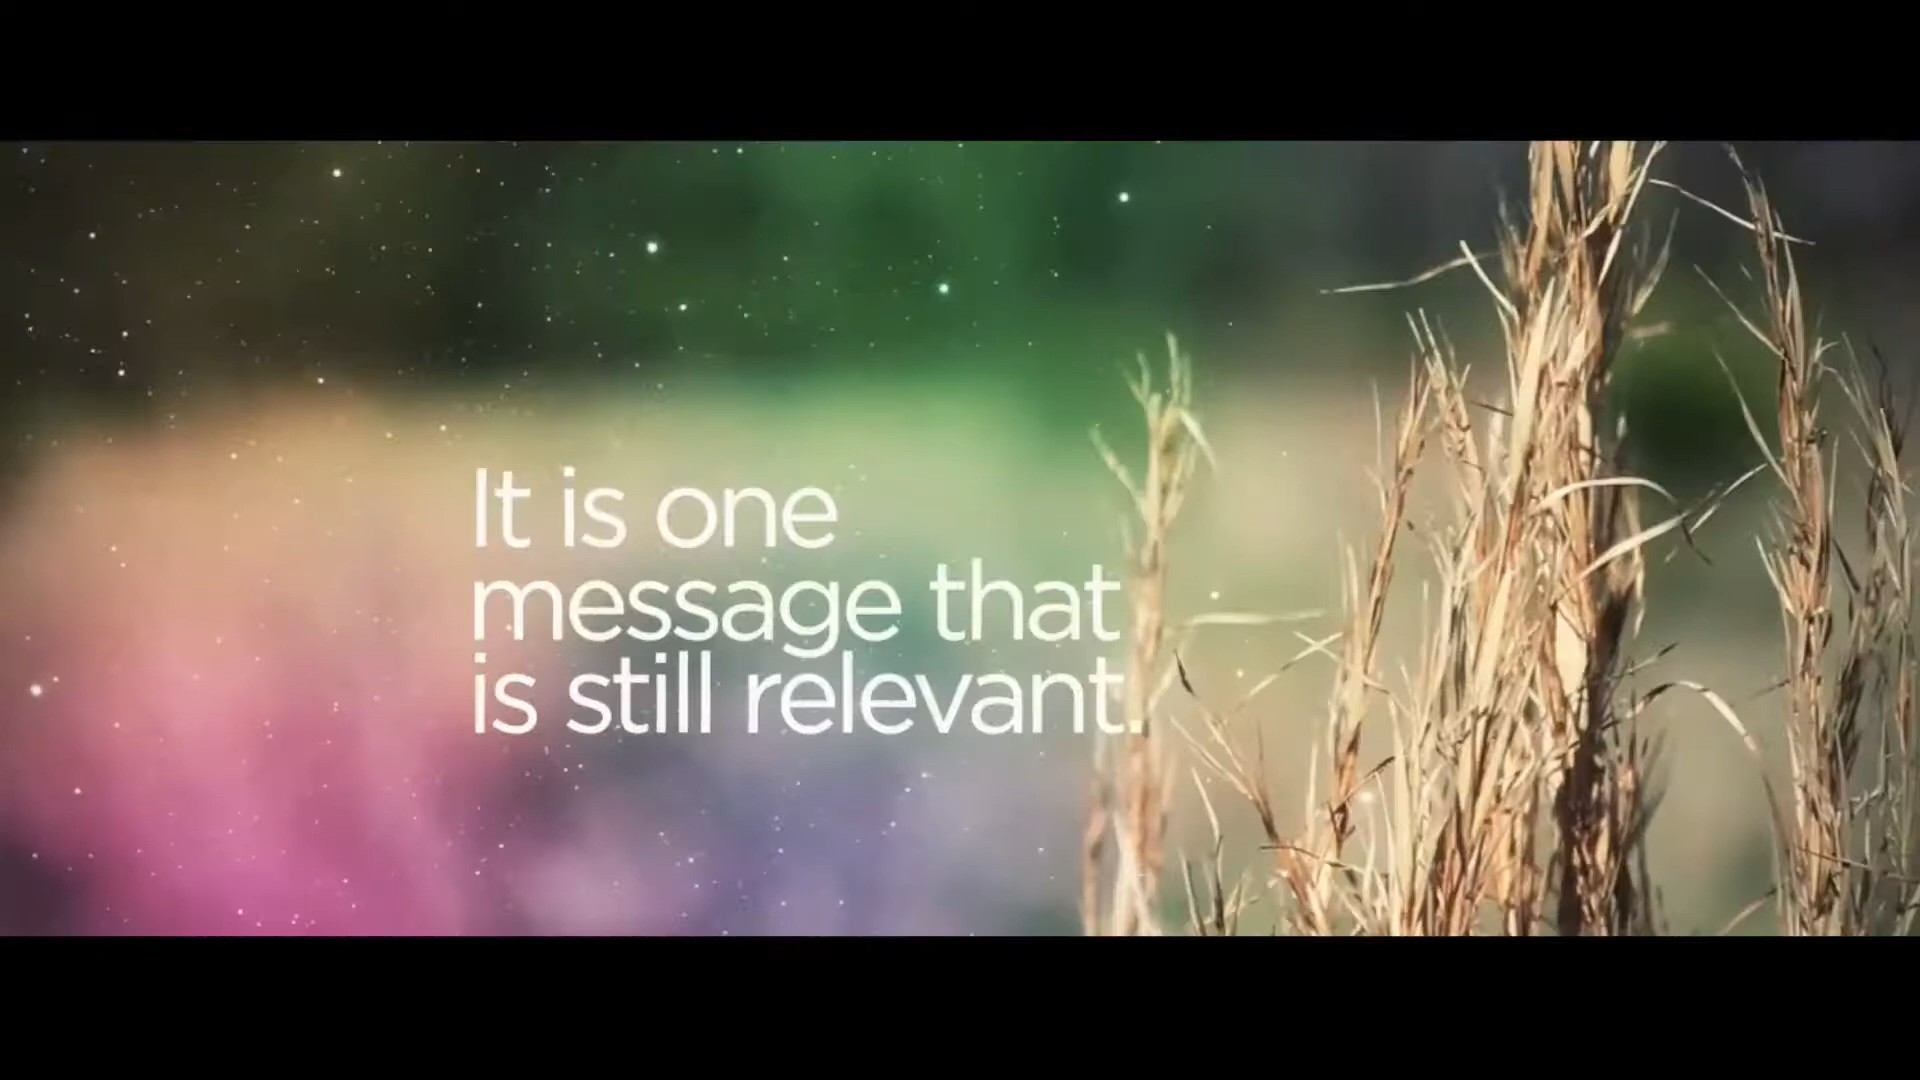 It is one
message that
is still relevant.